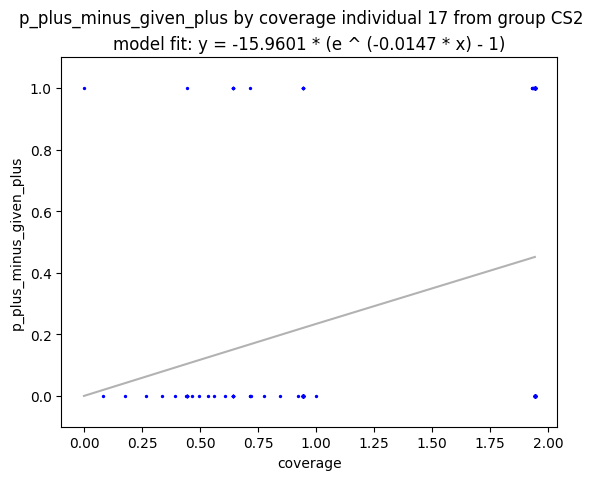 p_plus_minus_given_plus by coverage individual 17 from group CS2
model fit: y = -15.9601 * (e ^ (-0.0147 * x) - 1)
1.0
0.8
0.6
0.4
0.2
0.0
p_plus_minus_given_plus
0.00 0.25 0.50 0.75 1.00 1.25 1.50 1.75 2.00
coverage